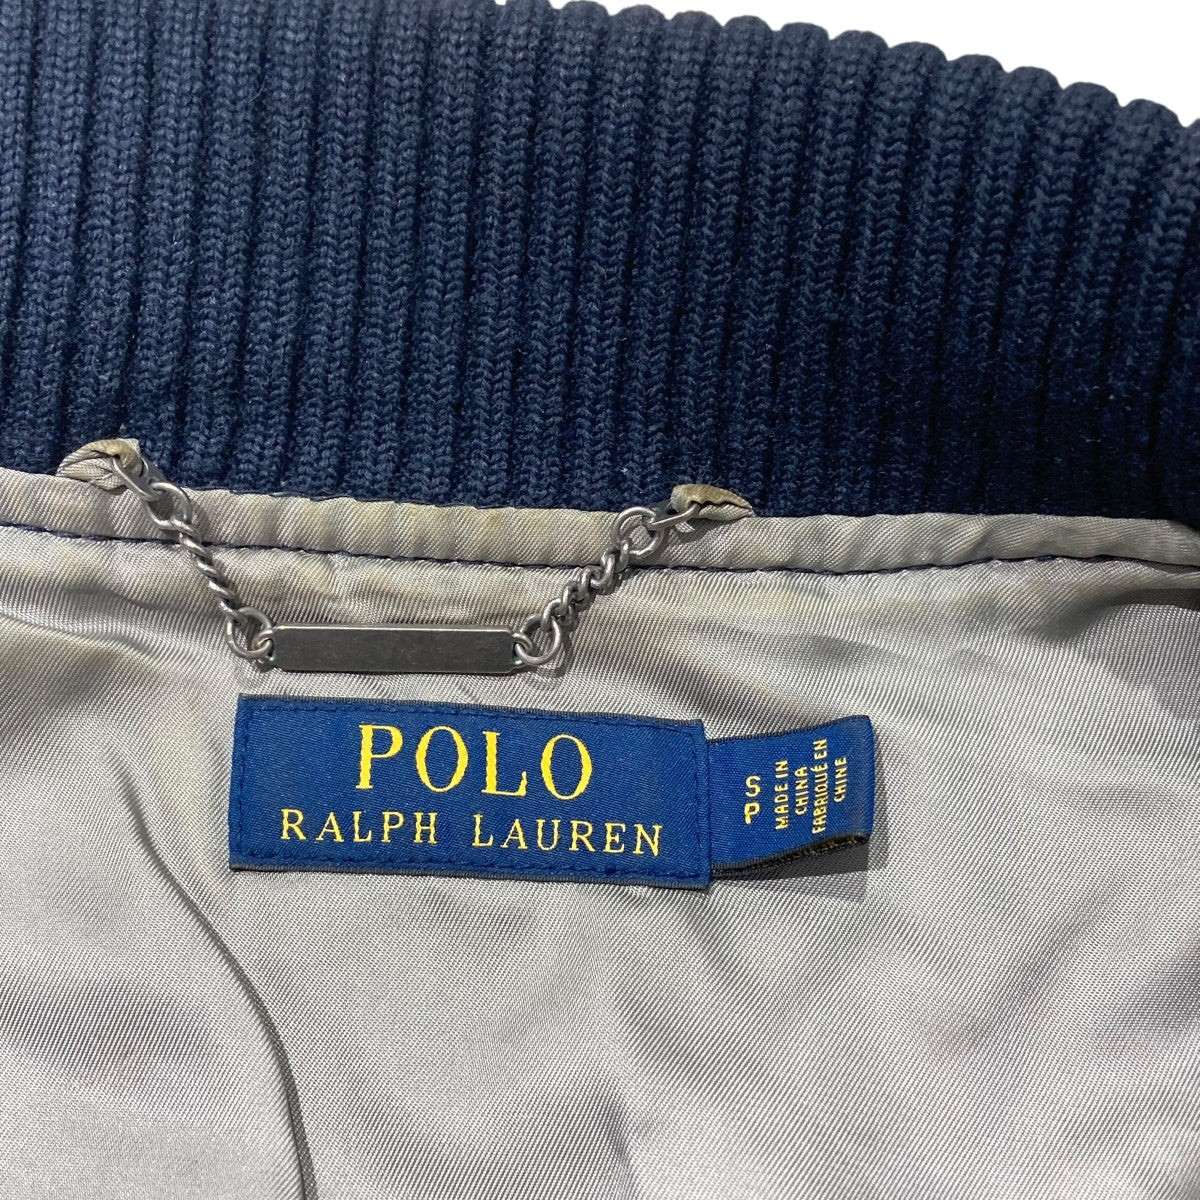 POLO
RALPH LAUREN
S
P
MADE IN
CHINA
FABRIQUÉ EN
CHINE